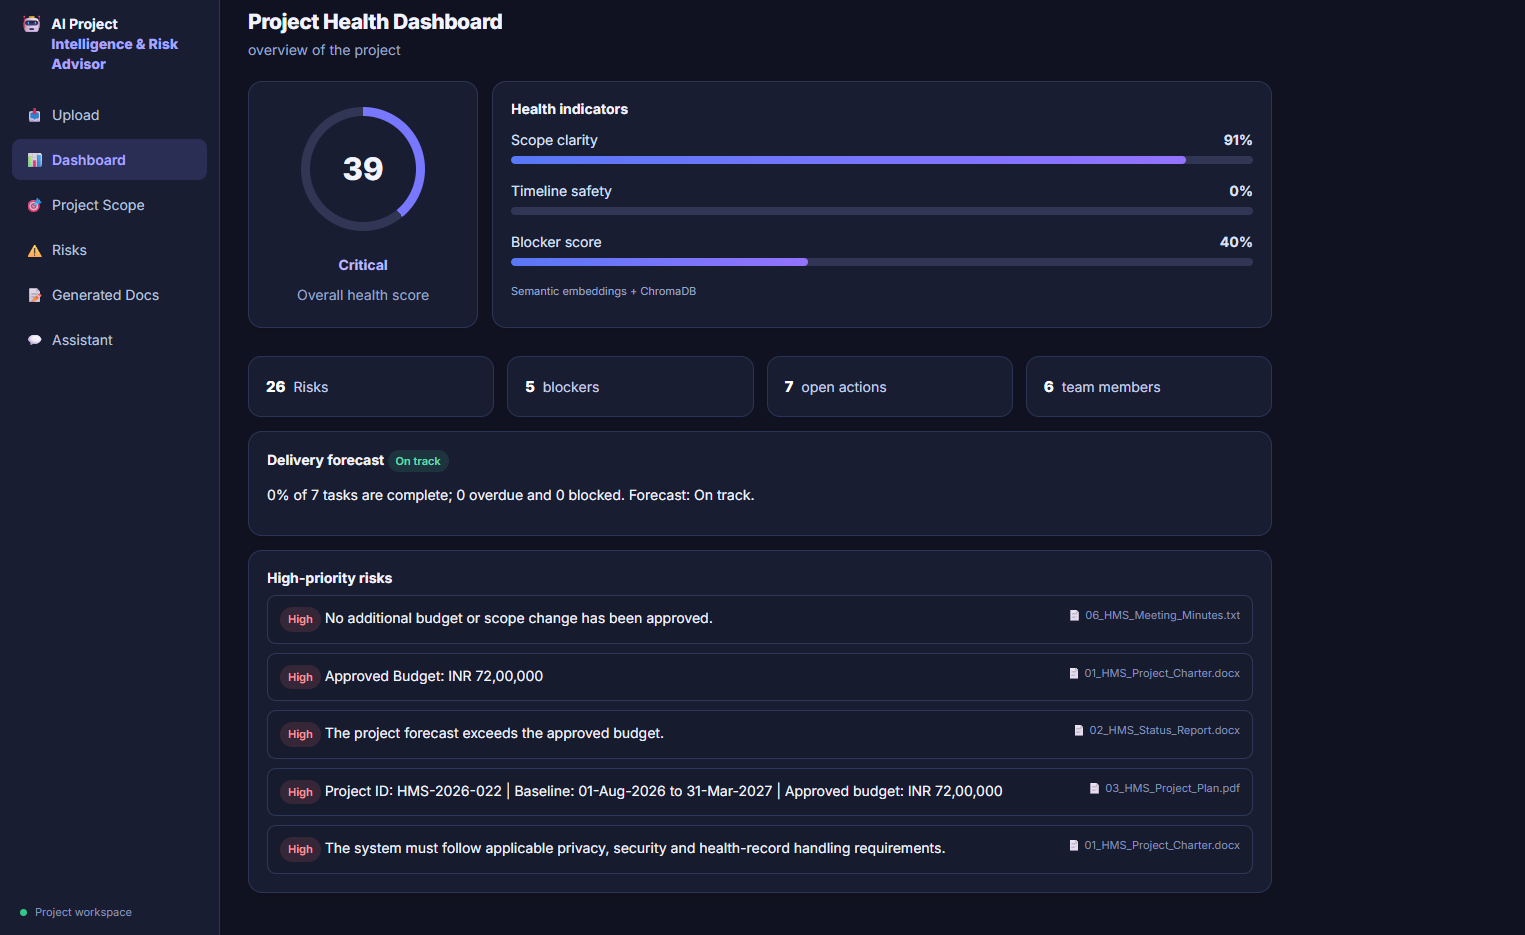 AI Project
Intelligence & Risk
Advisor
Upload
Dashboard
Project Scope
Risks
Generated Docs
Assistant
Project workspace
Project Health Dashboard
overview of the project
39
Critical
Overall health score
Health indicators
Scope clarity 91%
Timeline safety 0%
Blocker score 40%
Semantic embeddings + ChromaDB
26 Risks
5 blockers
7 open actions
6 team members
Delivery forecast On track
0% of 7 tasks are complete; 0 overdue and 0 blocked. Forecast: On track.
High-priority risks
High No additional budget or scope change has been approved. 06_HMS_Meeting_Minutes.txt
High Approved Budget: INR 72,00,000 01_HMS_Project_Charter.docx
High The project forecast exceeds the approved budget. 02_HMS_Status_Report.docx
High Project ID: HMS-2026-022 | Baseline: 01-Aug-2026 to 31-Mar-2027 | Approved budget: INR 72,00,000 03_HMS_Project_Plan.pdf
High The system must follow applicable privacy, security and health-record handling requirements. 01_HMS_Project_Charter.docx